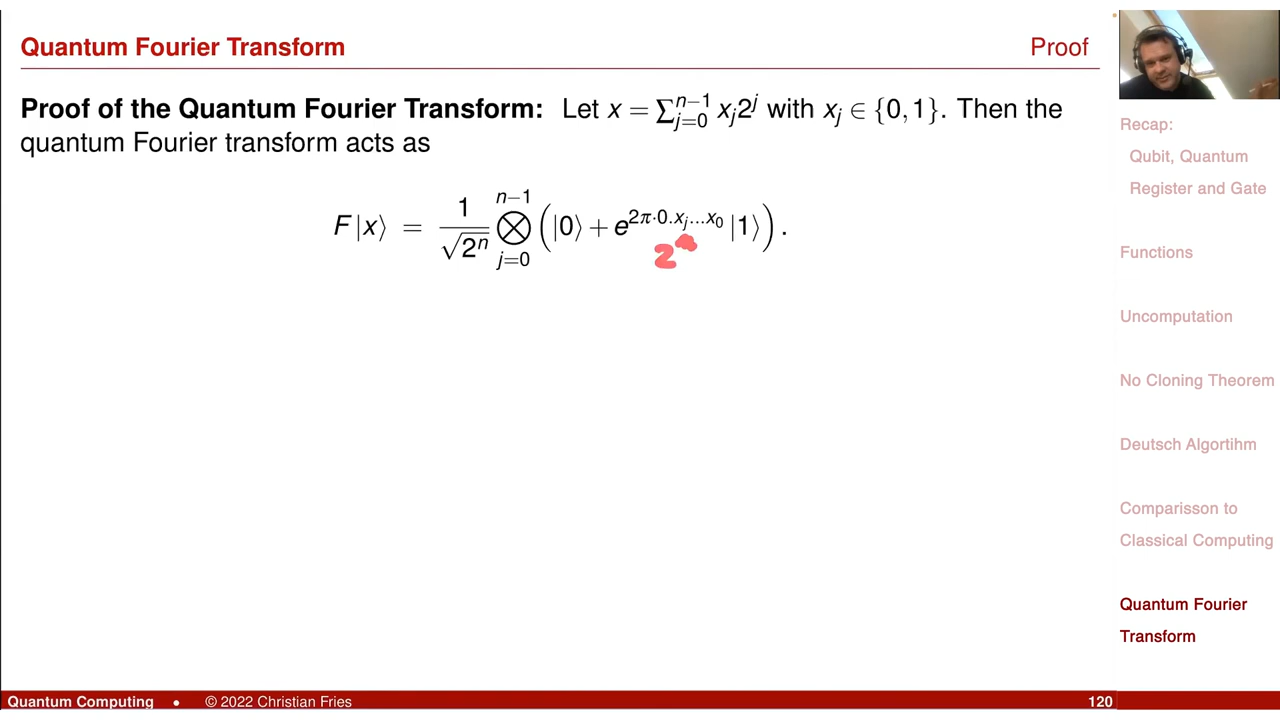 Quantum Fourier Transform
Proof
Proof of the Quantum Fourier Transform: Let x = ∑_{j=0}^{n−1} x_j 2^j with x_j ∈ {0, 1}. Then the
quantum Fourier transform acts as
F|x⟩ = 1/√2ⁿ ⨂_{j=0}^{n−1} (|0⟩ + e^{2π·0.x_j...x_0} |1⟩).
2
Recap:
Qubit, Quantum
Register and Gate
Functions
Uncomputation
No Cloning Theorem
Deutsch Algortihm
Comparisson to
Classical Computing
Quantum Fourier
Transform
Quantum Computing • © 2022 Christian Fries
120